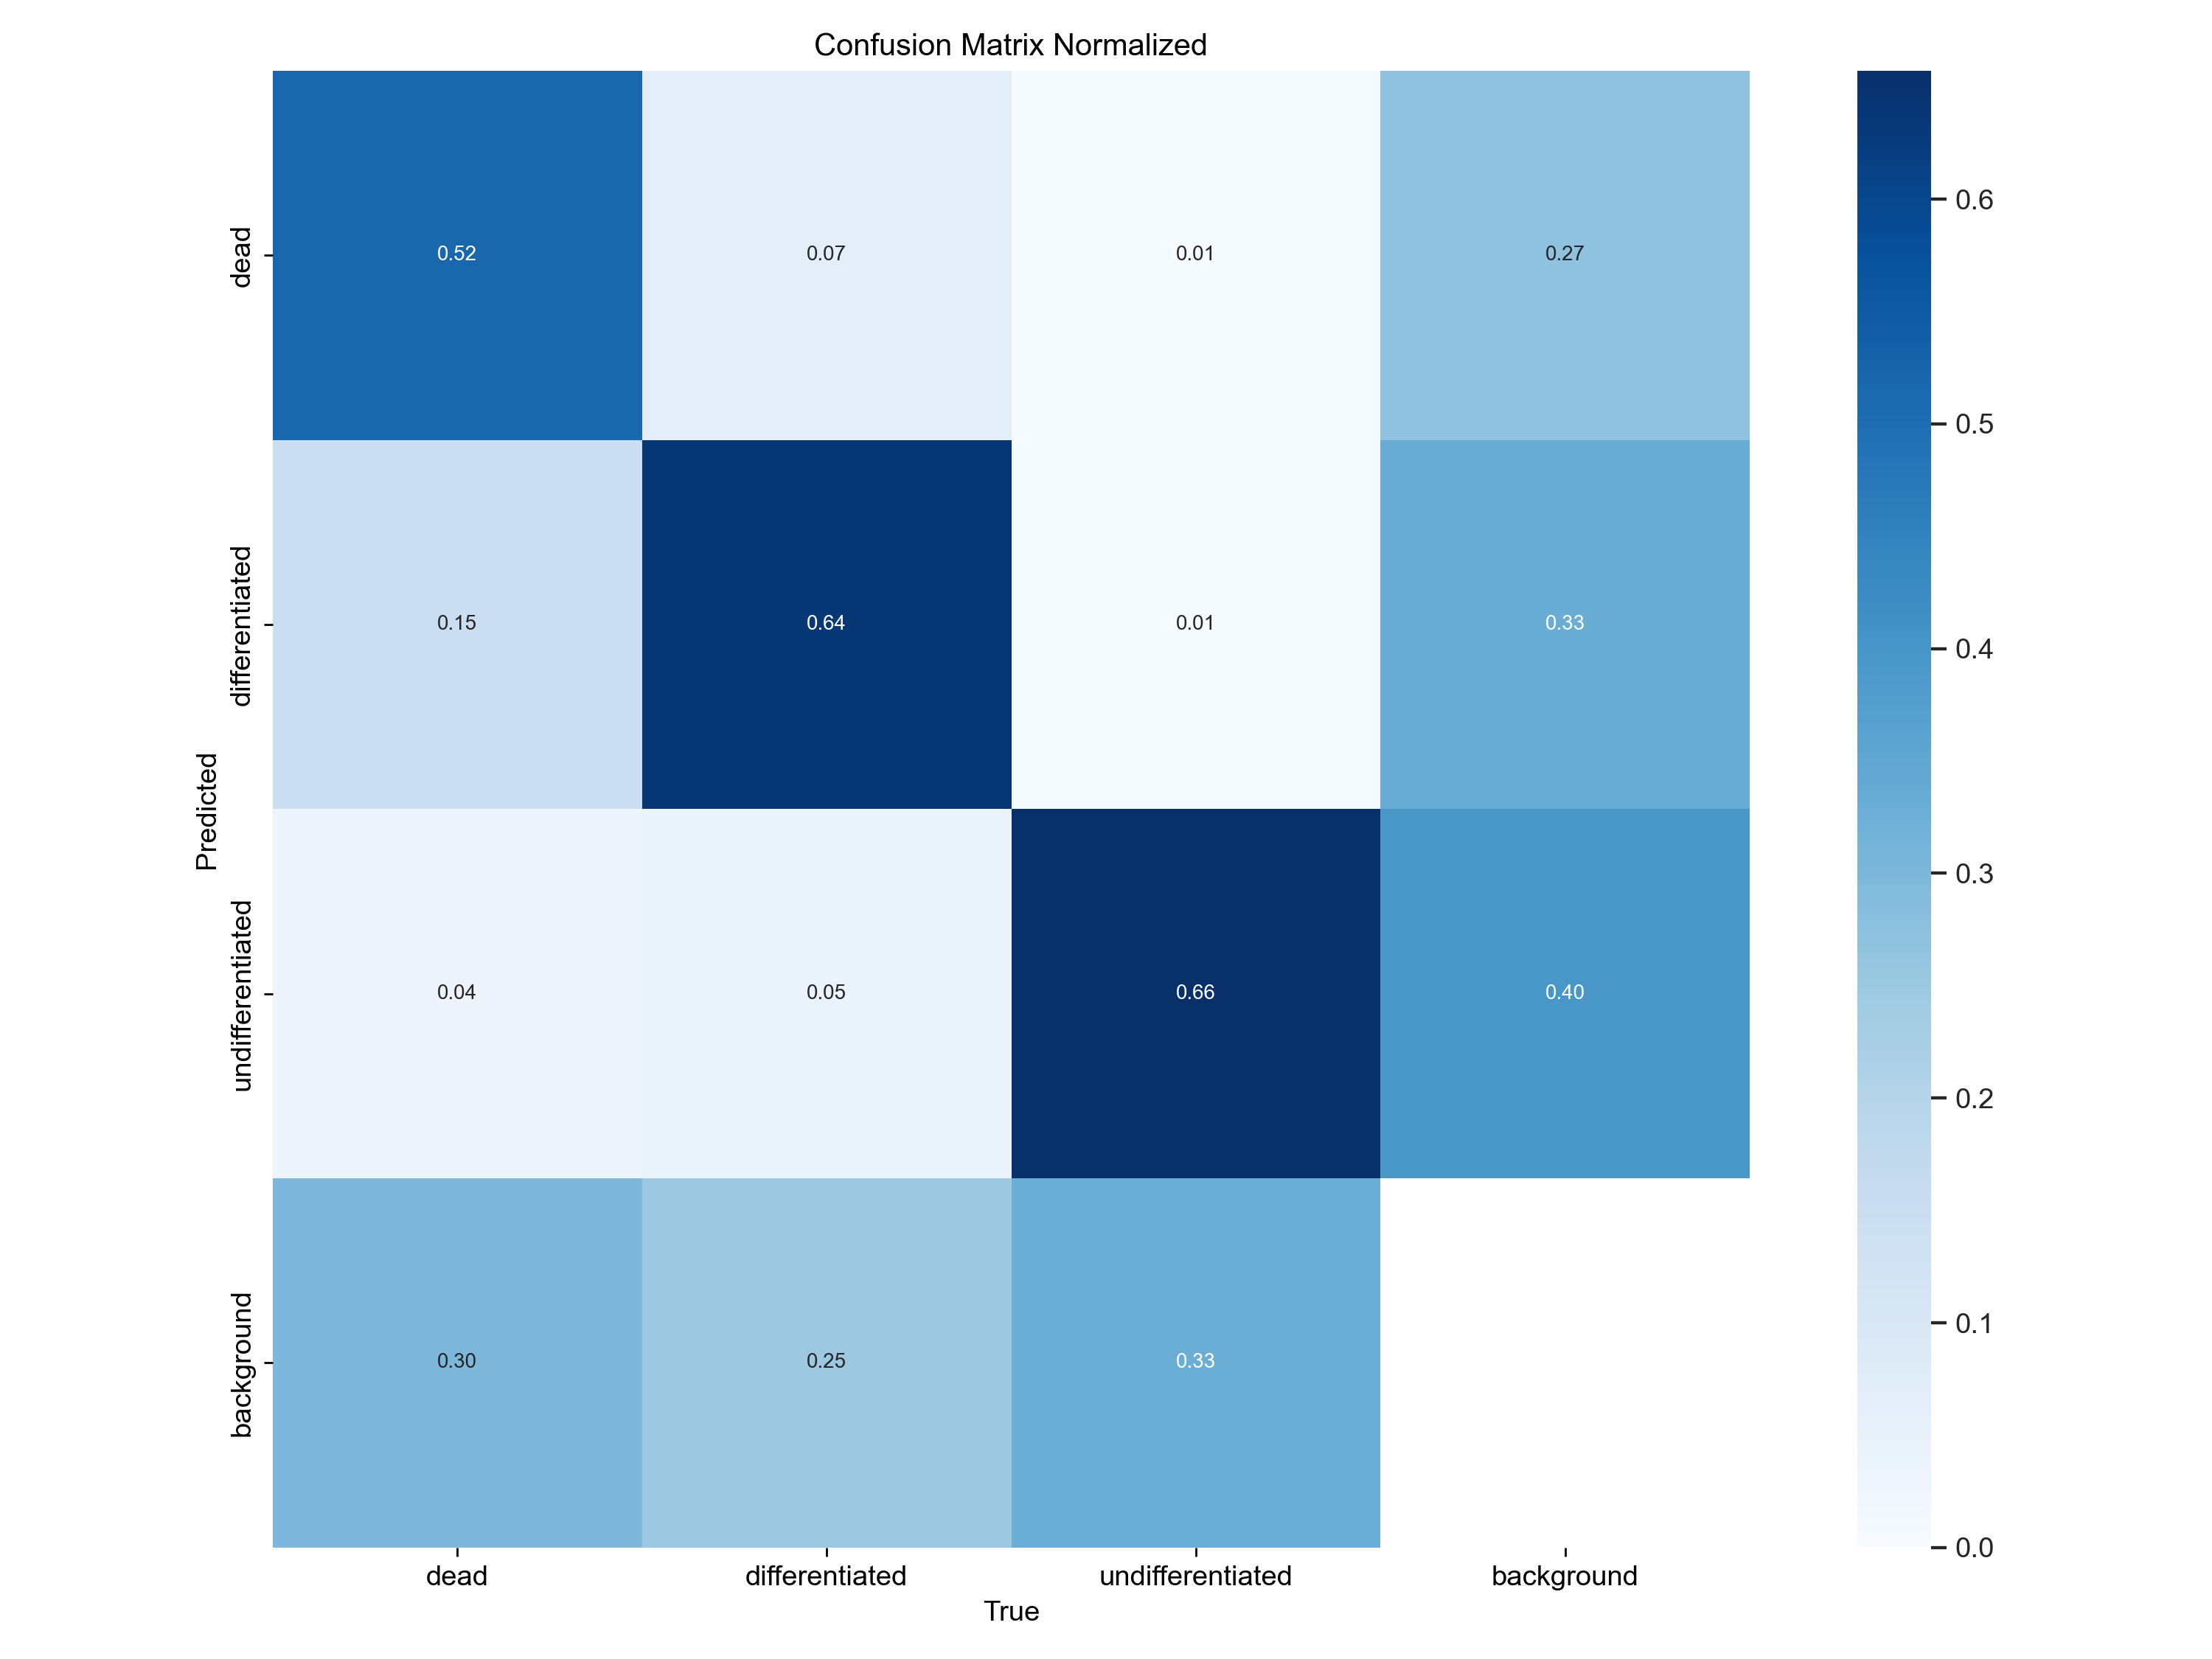 Confusion Matrix Normalized
dead
0.52
0.07
0.01
0.27
differentiated
0.15
0.64
0.01
0.33
undifferentiated
0.04
0.05
0.66
0.40
background
0.30
0.25
0.33
Predicted
dead
differentiated
undifferentiated
background
True
0.6
0.5
0.4
0.3
0.2
0.1
0.0